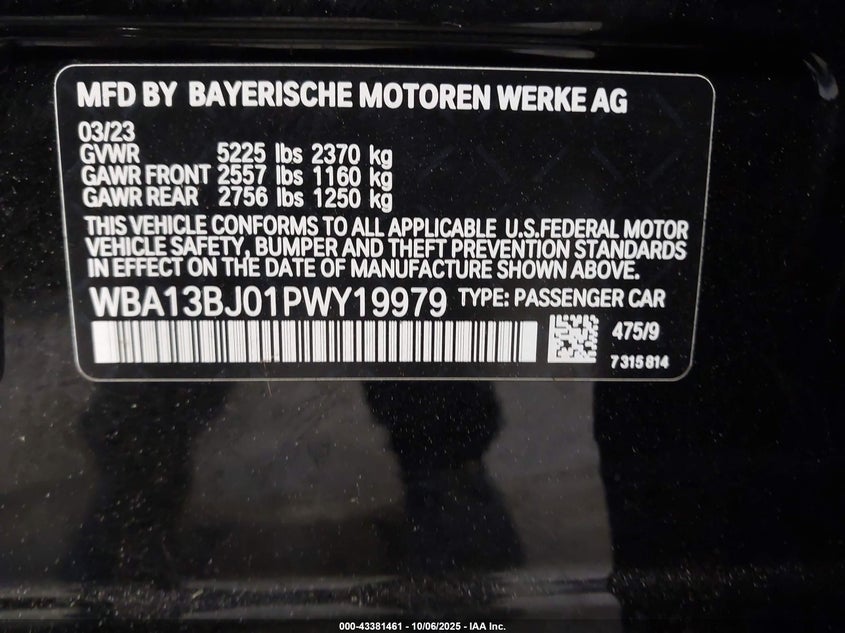 MFD BY BAYERISCHE MOTOREN WERKE AG
03/23
GVWR 5225 lbs 2370 kg
GAWR FRONT 2557 lbs 1160 kg
GAWR REAR 2756 lbs 1250 kg
THIS VEHICLE CONFORMS TO ALL APPLICABLE U.S.FEDERAL MOTOR
VEHICLE SAFETY, BUMPER AND THEFT PREVENTION STANDARDS
IN EFFECT ON THE DATE OF MANUFACTURE SHOWN ABOVE.
WBA13BJ01PWY19979 TYPE: PASSENGER CAR
475/9
7315814
000-43381461 - 10/06/2025 - IAA Inc.